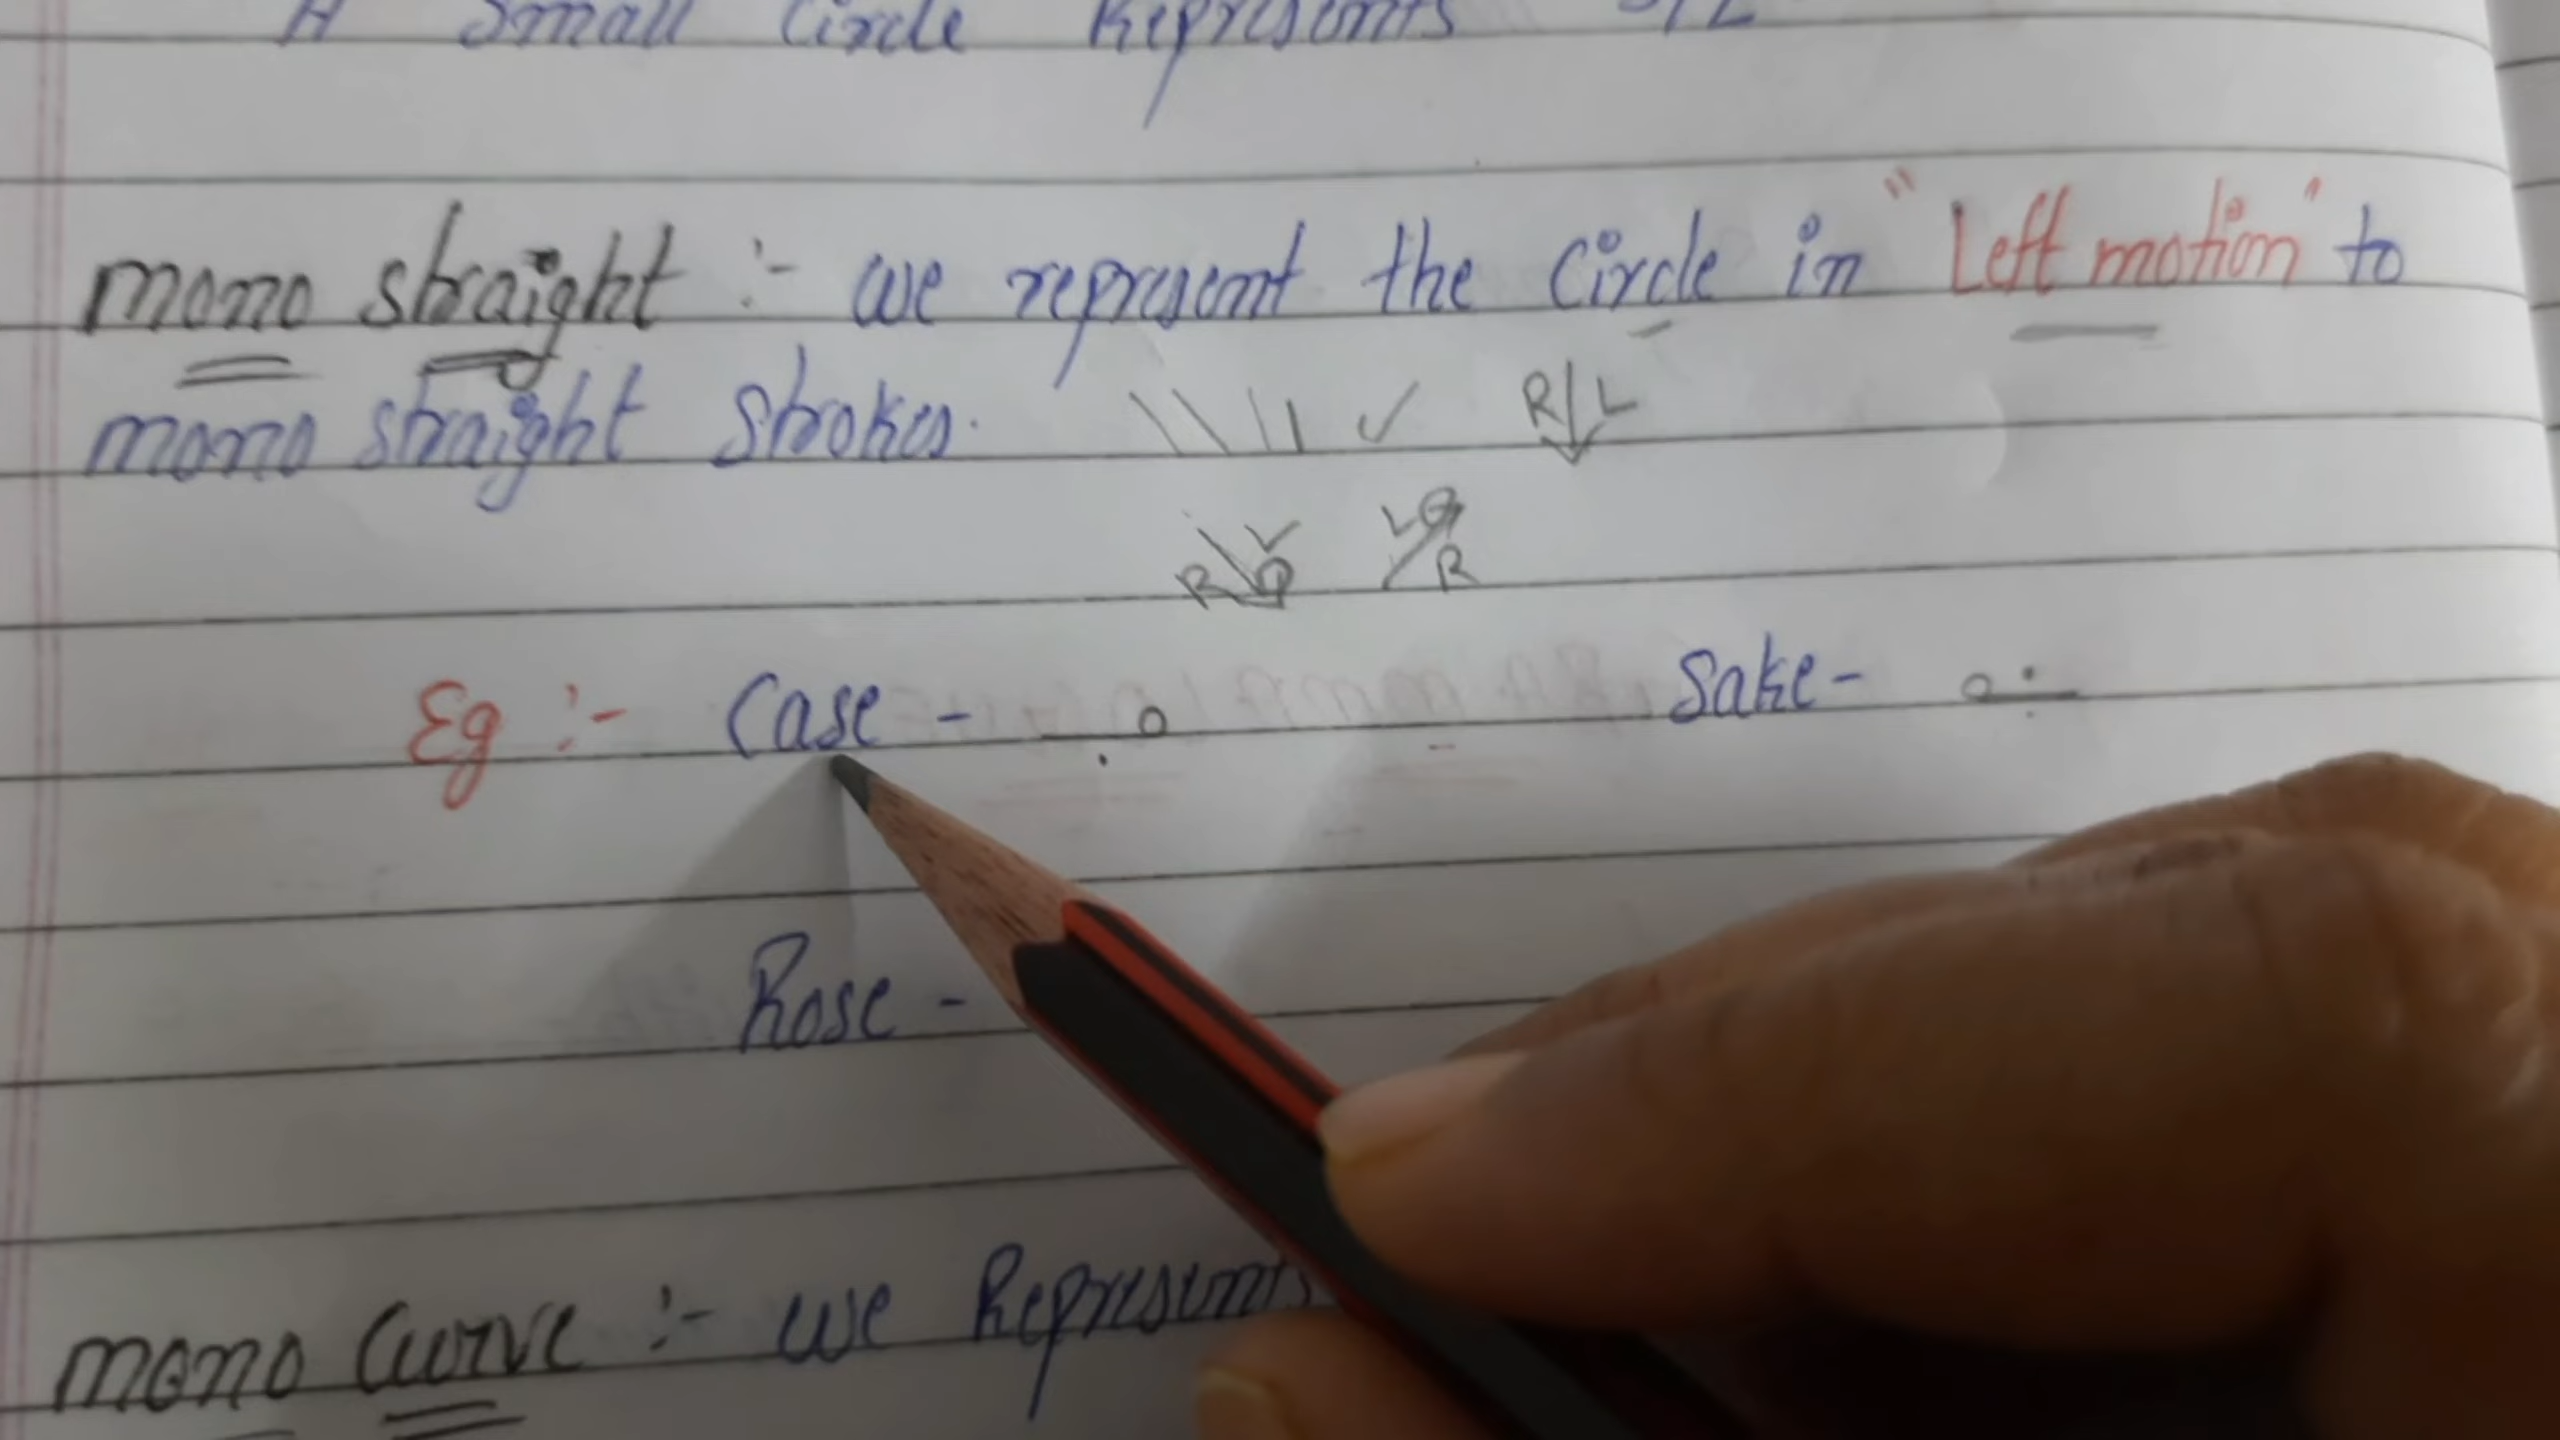 A Small Circle Represents S/Z
mono straight :- we represent the Circle in "Left motion" to
mono straight Strokes. R L
R L L R
Eg :- Case - Sake -
Rose -
mono Curve :- we Represents